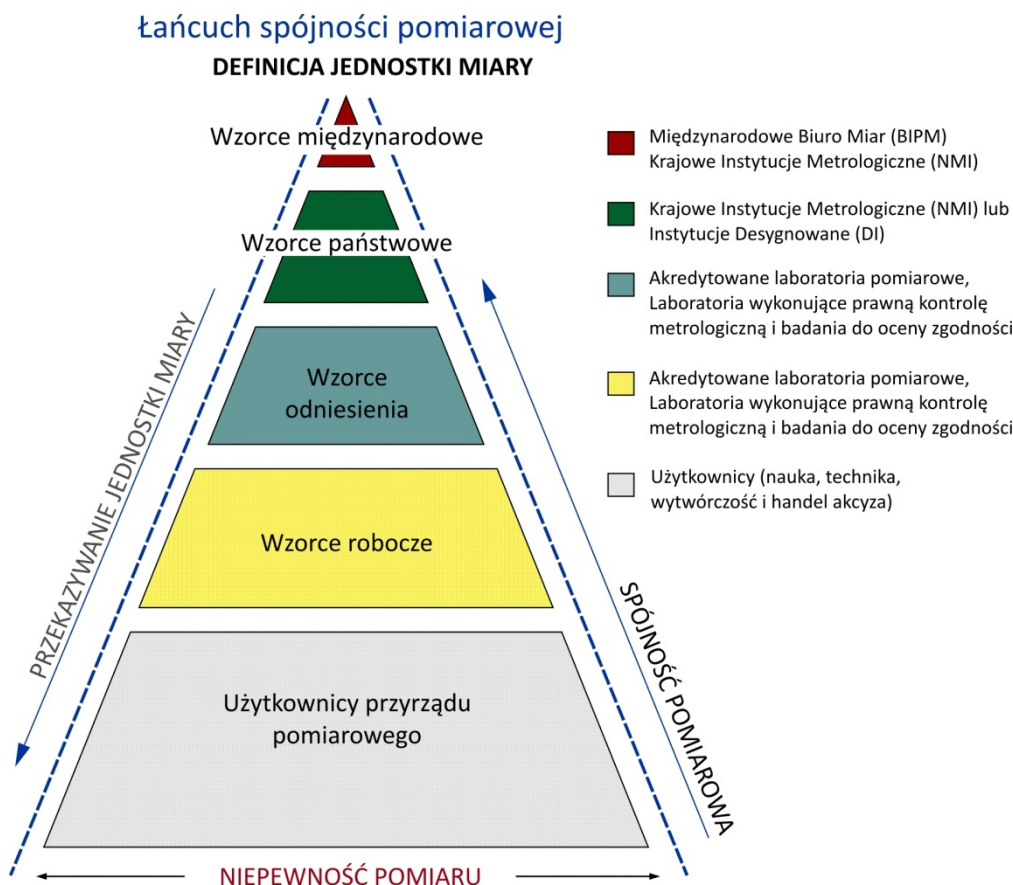 Łańcuch spójności pomiarowej
DEFINICJA JEDNOSTKI MIARY
Wzorce międzynarodowe
Wzorce państwowe
Wzorce
odniesienia
Wzorce robocze
Użytkownicy przyrządu
pomiarowego
PRZEKAZYWANIE JEDNOSTKI MIARY
SPÓJNOŚĆ POMIAROWA
NIEPEWNOŚĆ POMIARU
Międzynarodowe Biuro Miar (BIPM)
Krajowe Instytucje Metrologiczne (NMI)
Krajowe Instytucje Metrologiczne (NMI) lub
Instytucje Desygnowane (DI)
Akredytowane laboratoria pomiarowe,
Laboratoria wykonujące prawną kontrolę
metrologiczną i badania do oceny zgodności
Akredytowane laboratoria pomiarowe,
Laboratoria wykonujące prawną kontrolę
metrologiczną i badania do oceny zgodności
Użytkownicy (nauka, technika,
wytwórczość i handel akcyza)